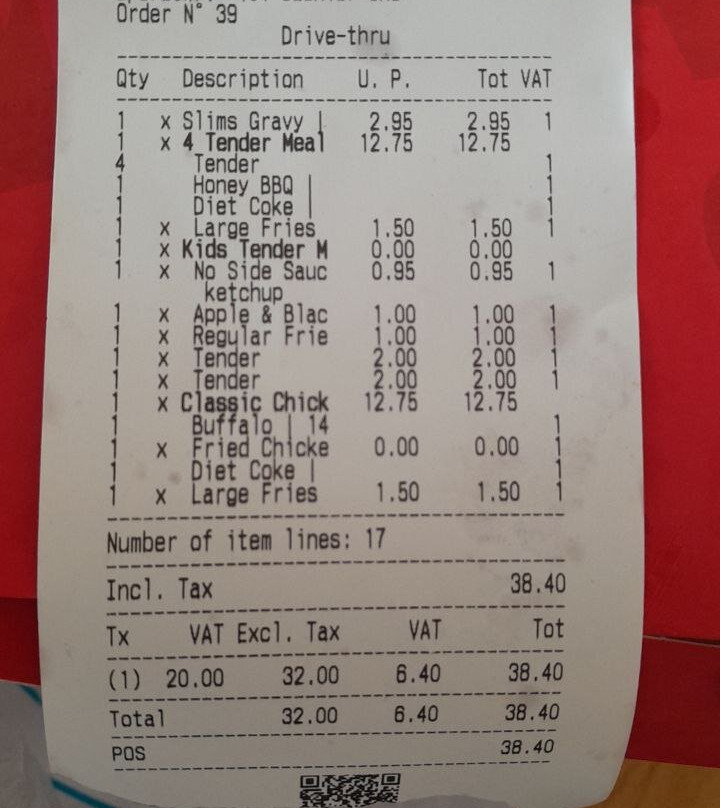 Order N° 39
Drive-thru
Qty Description U. P. Tot VAT
1 x Slims Gravy | 2.95 2.95 1
1 x 4 Tender Meal 12.75 12.75
4 Tender 1
1 Honey BBQ | 1
1 Diet Coke | 1
1 x Large Fries 1.50 1.50 1
1 x Kids Tender M 0.00 0.00
1 x No Side Sauc 0.95 0.95 1
ketchup
1 x Apple & Blac 1.00 1.00 1
1 x Regular Frie 1.00 1.00 1
1 x Tender 2.00 2.00 1
1 x Tender 2.00 2.00 1
1 x Classic Chick 12.75 12.75
1 Buffalo | 14 1
1 x Fried Chicke 0.00 0.00 1
1 Diet Coke | 1
1 x Large Fries 1.50 1.50 1
Number of item lines: 17
Incl. Tax 38.40
Tx VAT Excl. Tax VAT Tot
(1) 20.00 32.00 6.40 38.40
Total 32.00 6.40 38.40
POS 38.40